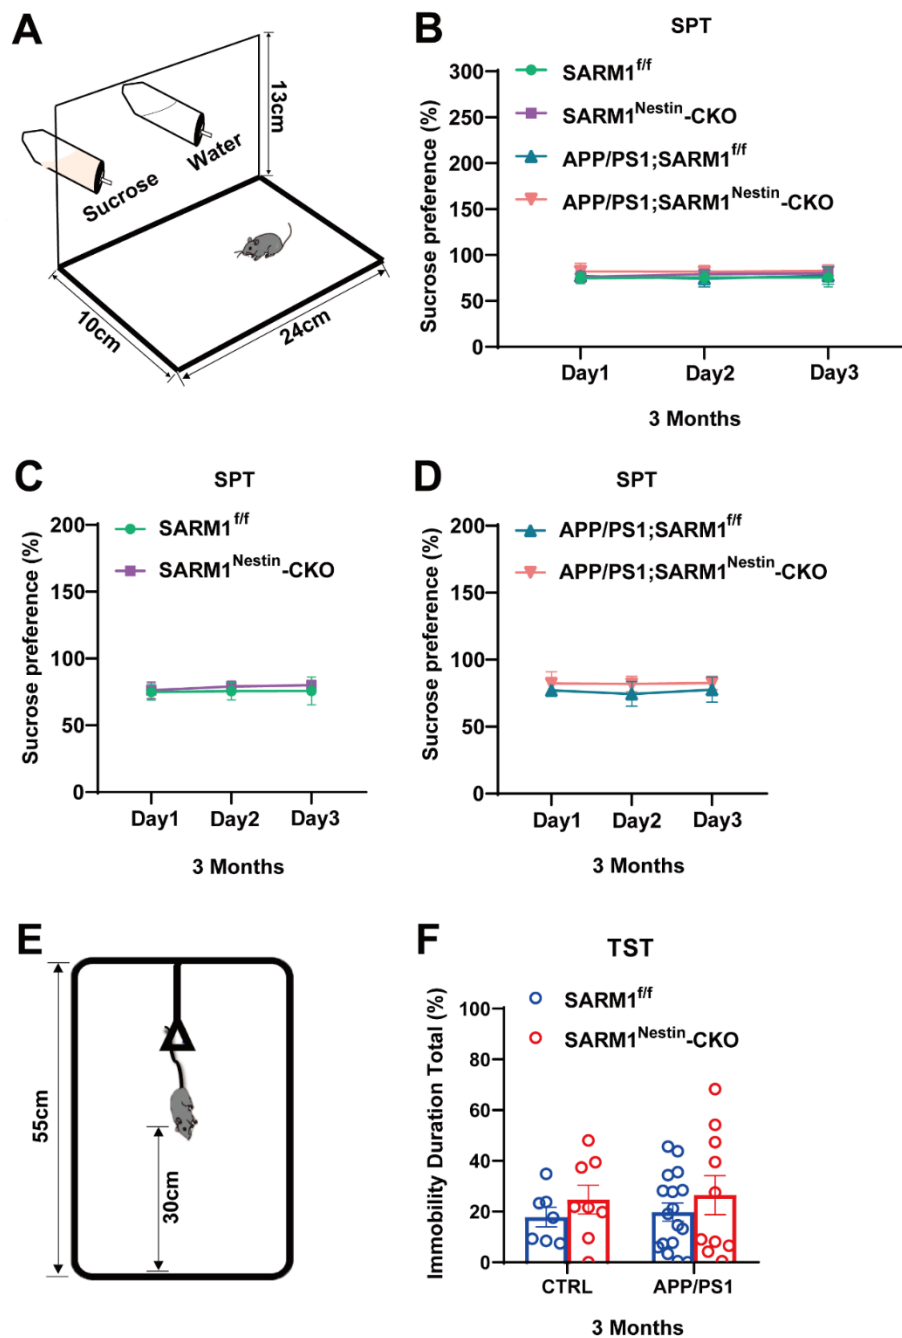 A
13cm
Sucrose
Water
10cm
24cm
B
SPT
Sucrose preference (%)
300
250
200
150
100
50
0
SARM1f/f
SARM1Nestin-CKO
APP/PS1;SARM1f/f
APP/PS1;SARM1Nestin-CKO
Day1 Day2 Day3
3 Months
C
SPT
Sucrose preference (%)
200
150
100
50
0
SARM1f/f
SARM1Nestin-CKO
Day1 Day2 Day3
3 Months
D
SPT
Sucrose preference (%)
200
150
100
50
0
APP/PS1;SARM1f/f
APP/PS1;SARM1Nestin-CKO
Day1 Day2 Day3
3 Months
E
55cm
30cm
F
TST
Immobility Duration Total (%)
100
80
60
40
20
0
SARM1f/f
SARM1Nestin-CKO
CTRL APP/PS1
3 Months